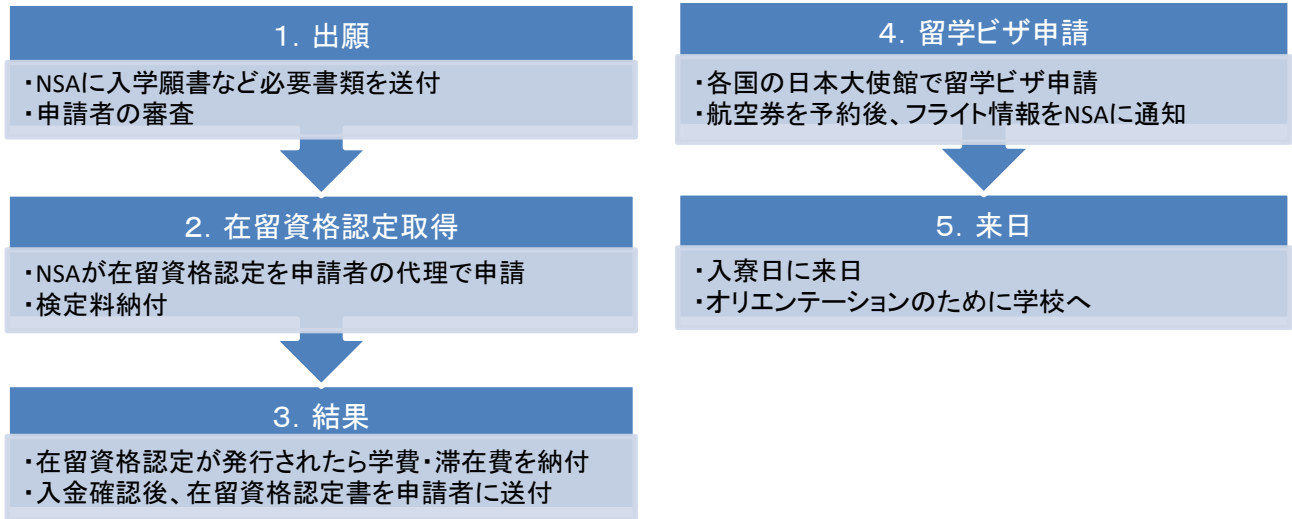 １．出願
・NSAに入学願書など必要書類を送付
・申請者の審査
２．在留資格認定取得
・NSAが在留資格認定を申請者の代理で申請
・検定料納付
３．結果
・在留資格認定が発行されたら学費・滞在費を納付
・入金確認後、在留資格認定書を申請者に送付
４．留学ビザ申請
・各国の日本大使館で留学ビザ申請
・航空券を予約後、フライト情報をNSAに通知
５．来日
・入寮日に来日
・オリエンテーションのために学校へ